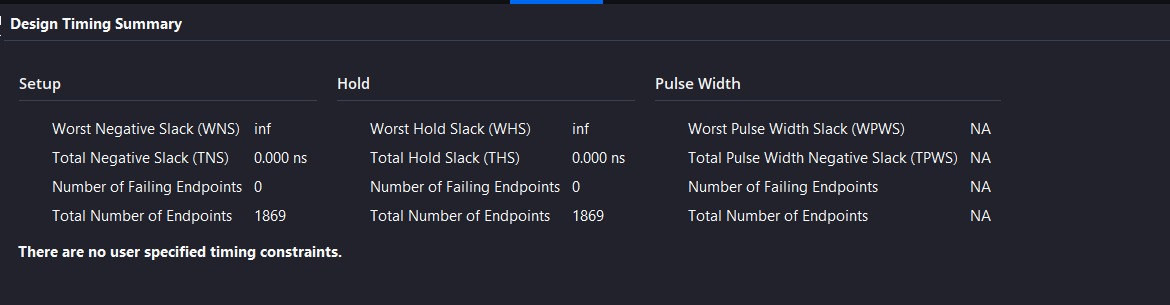 Design Timing Summary
Setup Hold Pulse Width
Worst Negative Slack (WNS) inf Worst Hold Slack (WHS) inf Worst Pulse Width Slack (WPWS) NA
Total Negative Slack (TNS) 0.000 ns Total Hold Slack (THS) 0.000 ns Total Pulse Width Negative Slack (TPWS) NA
Number of Failing Endpoints 0 Number of Failing Endpoints 0 Number of Failing Endpoints NA
Total Number of Endpoints 1869 Total Number of Endpoints 1869 Total Number of Endpoints NA
There are no user specified timing constraints.